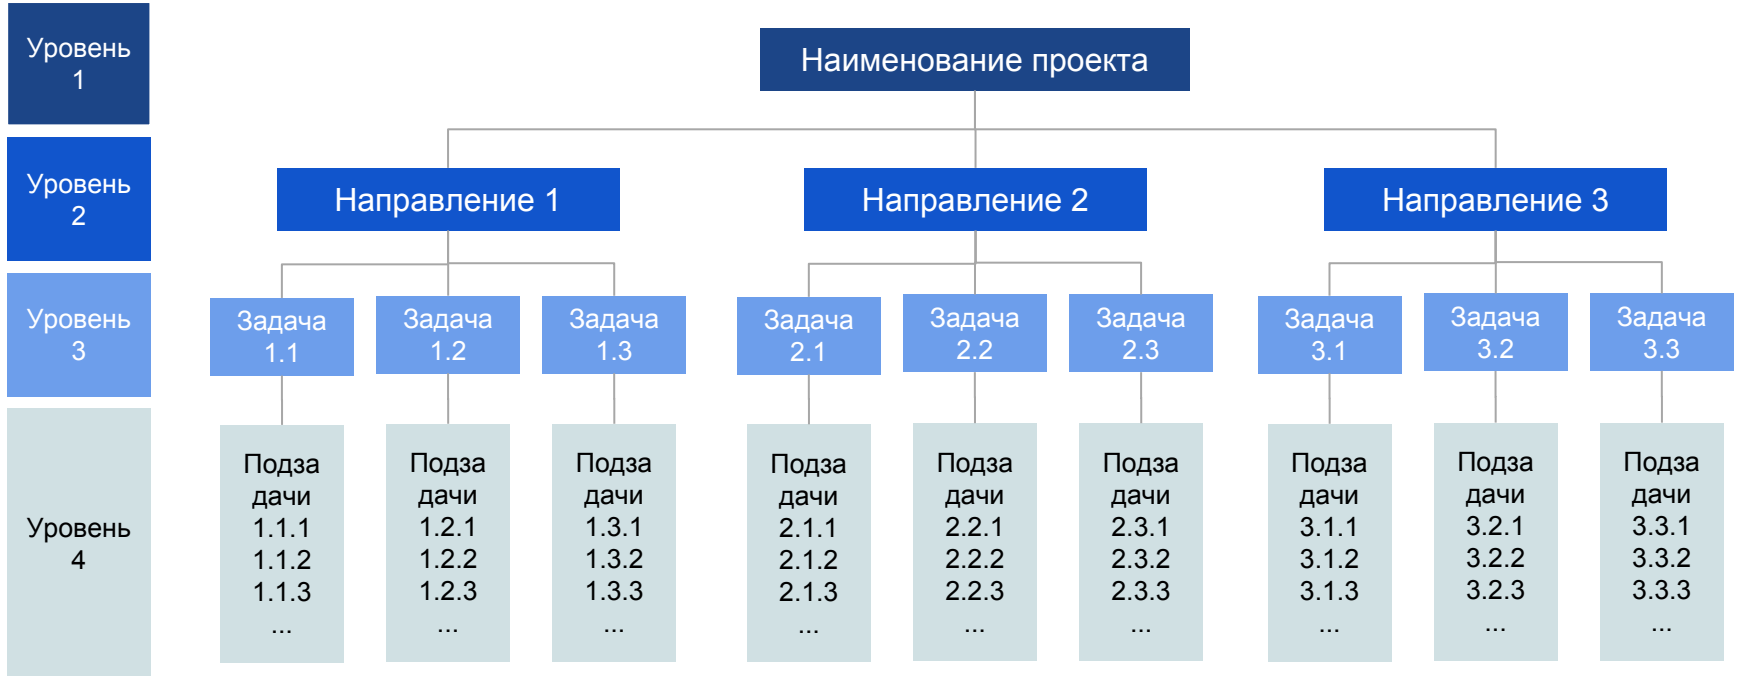 Уровень
1
Наименование проекта
Уровень
2
Направление 1
Направление 2
Направление 3
Уровень
3
Задача
1.1
Задача
1.2
Задача
1.3
Задача
2.1
Задача
2.2
Задача
2.3
Задача
3.1
Задача
3.2
Задача
3.3
Уровень
4
Подза
дачи
1.1.1
1.1.2
1.1.3
...
Подза
дачи
1.2.1
1.2.2
1.2.3
...
Подза
дачи
1.3.1
1.3.2
1.3.3
...
Подза
дачи
2.1.1
2.1.2
2.1.3
...
Подза
дачи
2.2.1
2.2.2
2.2.3
...
Подза
дачи
2.3.1
2.3.2
2.3.3
...
Подза
дачи
3.1.1
3.1.2
3.1.3
...
Подза
дачи
3.2.1
3.2.2
3.2.3
...
Подза
дачи
3.3.1
3.3.2
3.3.3
...